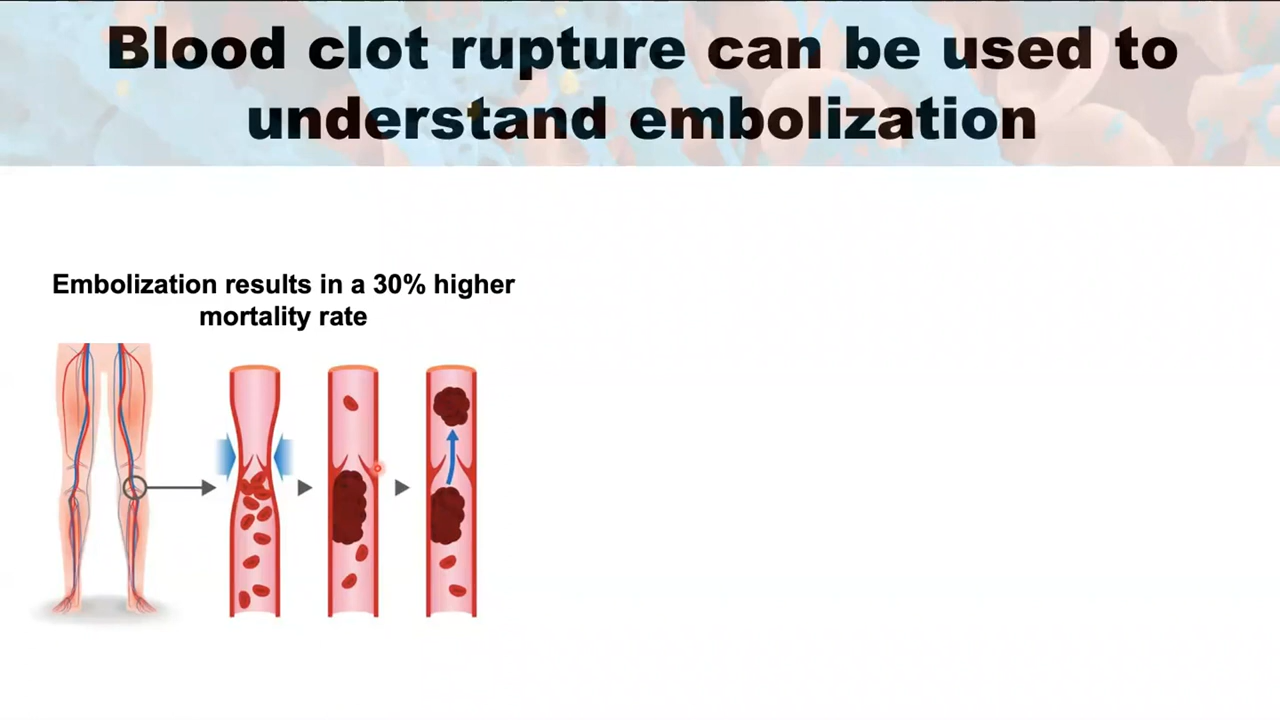 Blood clot rupture can be used to
understand embolization
Embolization results in a 30% higher
mortality rate